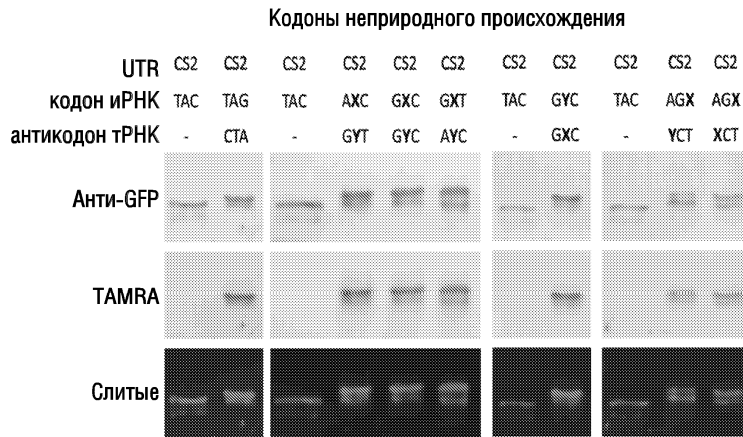 Кодоны неприродного происхождения
UTR CS2 CS2 CS2 CS2 CS2 CS2 CS2 CS2 CS2 CS2 CS2
кодон иРНК TAC TAG TAC AXC GXC GXT TAC GYC TAC AGX AGX
антикодон тРНК - CTA - GYT GYC AYC - GXC - YCT XCT
Анти-GFP
TAMRA
Слитые